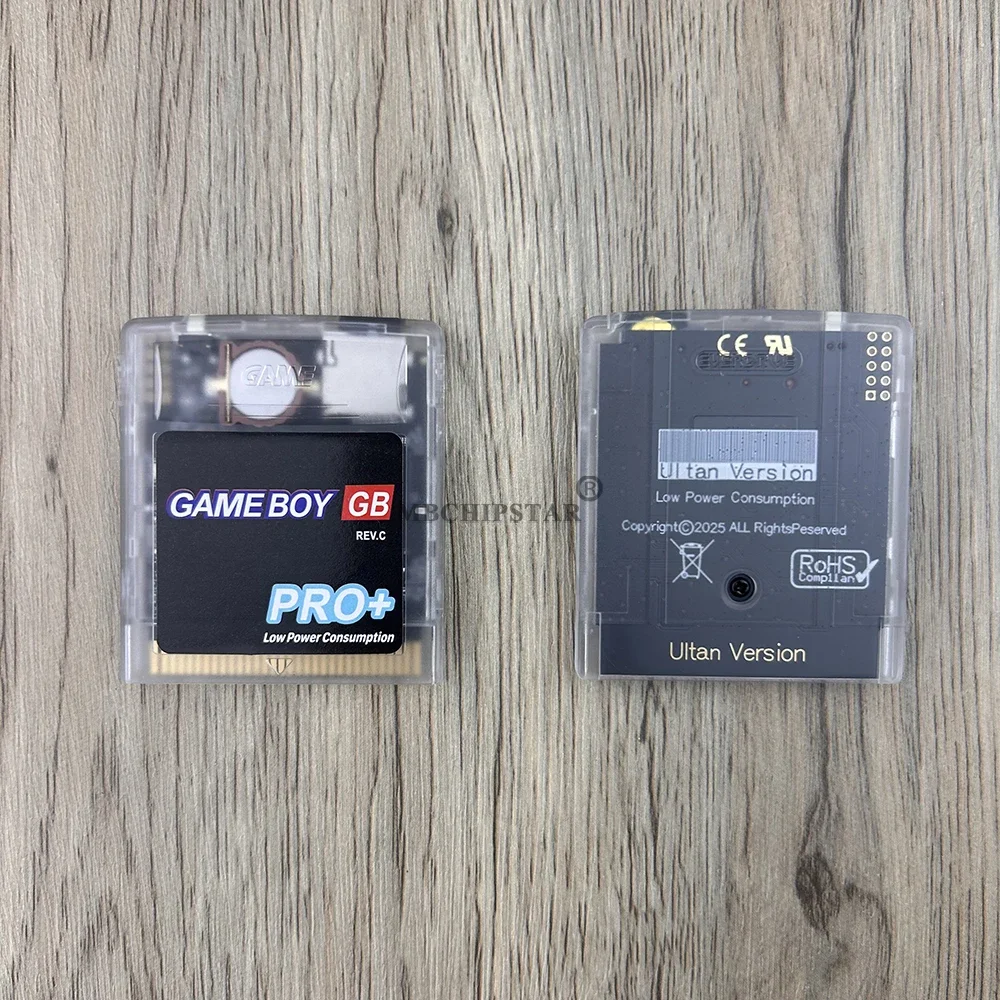 GAME
GAME BOY GB
REV.C
PRO+
Low Power Consumption
MBCHIPSTAR®
CE
Ultan Version
Low Power Consumption
Copyright©2025 ALL RightsPeserved
RoHS
Compliant
Ultan Version